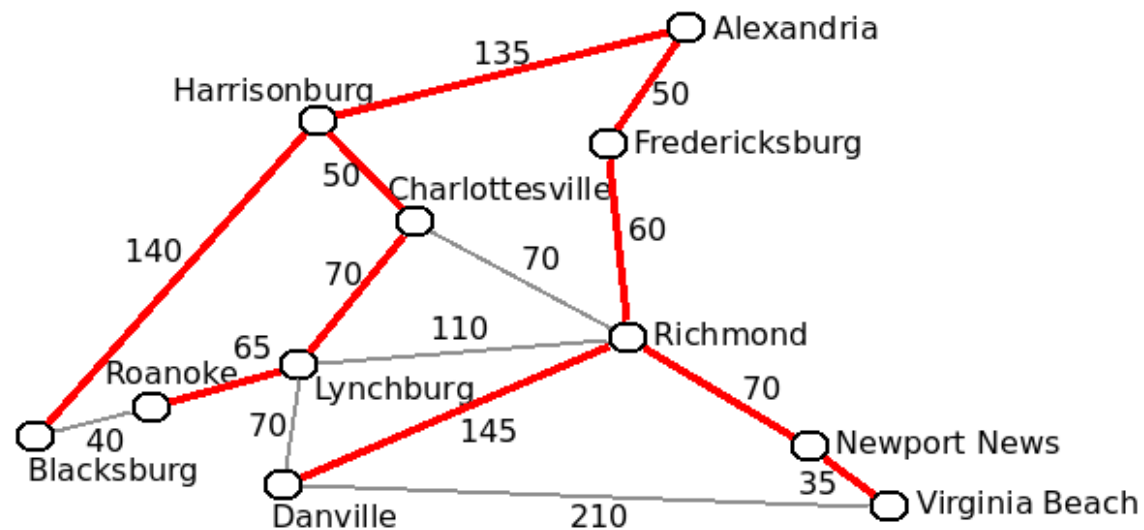 Alexandria
135
Harrisonburg
50
Fredericksburg
50
Charlottesville
60
140
70
70
110
Richmond
65
Roanoke
Lynchburg
70
70
145
40
Newport News
Blacksburg
35
Virginia Beach
Danville
210